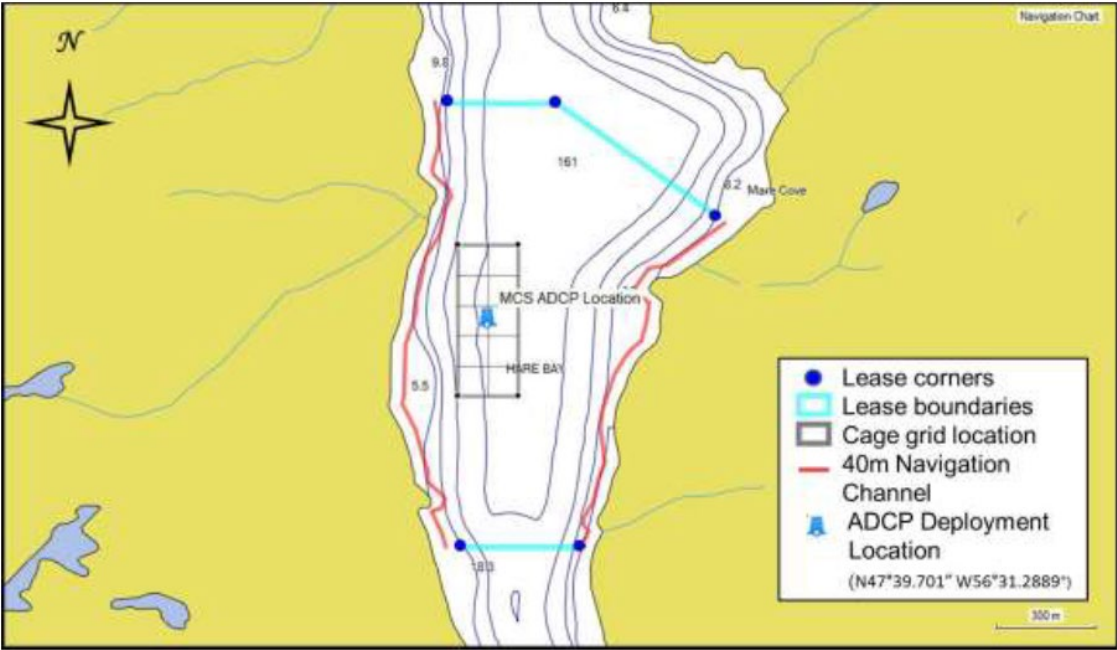 6.4
Navigation Chart
N
9.8
161
8.2 Mare Cove
MCS ADCP Location
HARE BAY
5.5
18.3
Lease corners
Lease boundaries
Cage grid location
40m Navigation
Channel
ADCP Deployment
Location
(N47°39.701" W56°31.2889°)
300 m